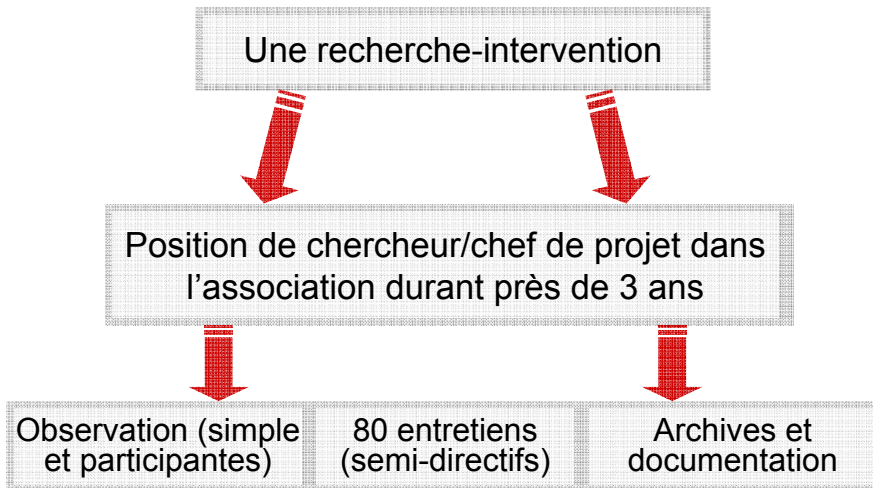 Une recherche-intervention
Position de chercheur/chef de projet dans
l’association durant près de 3 ans
Observation (simple
et participantes)
80 entretiens
(semi-directifs)
Archives et
documentation